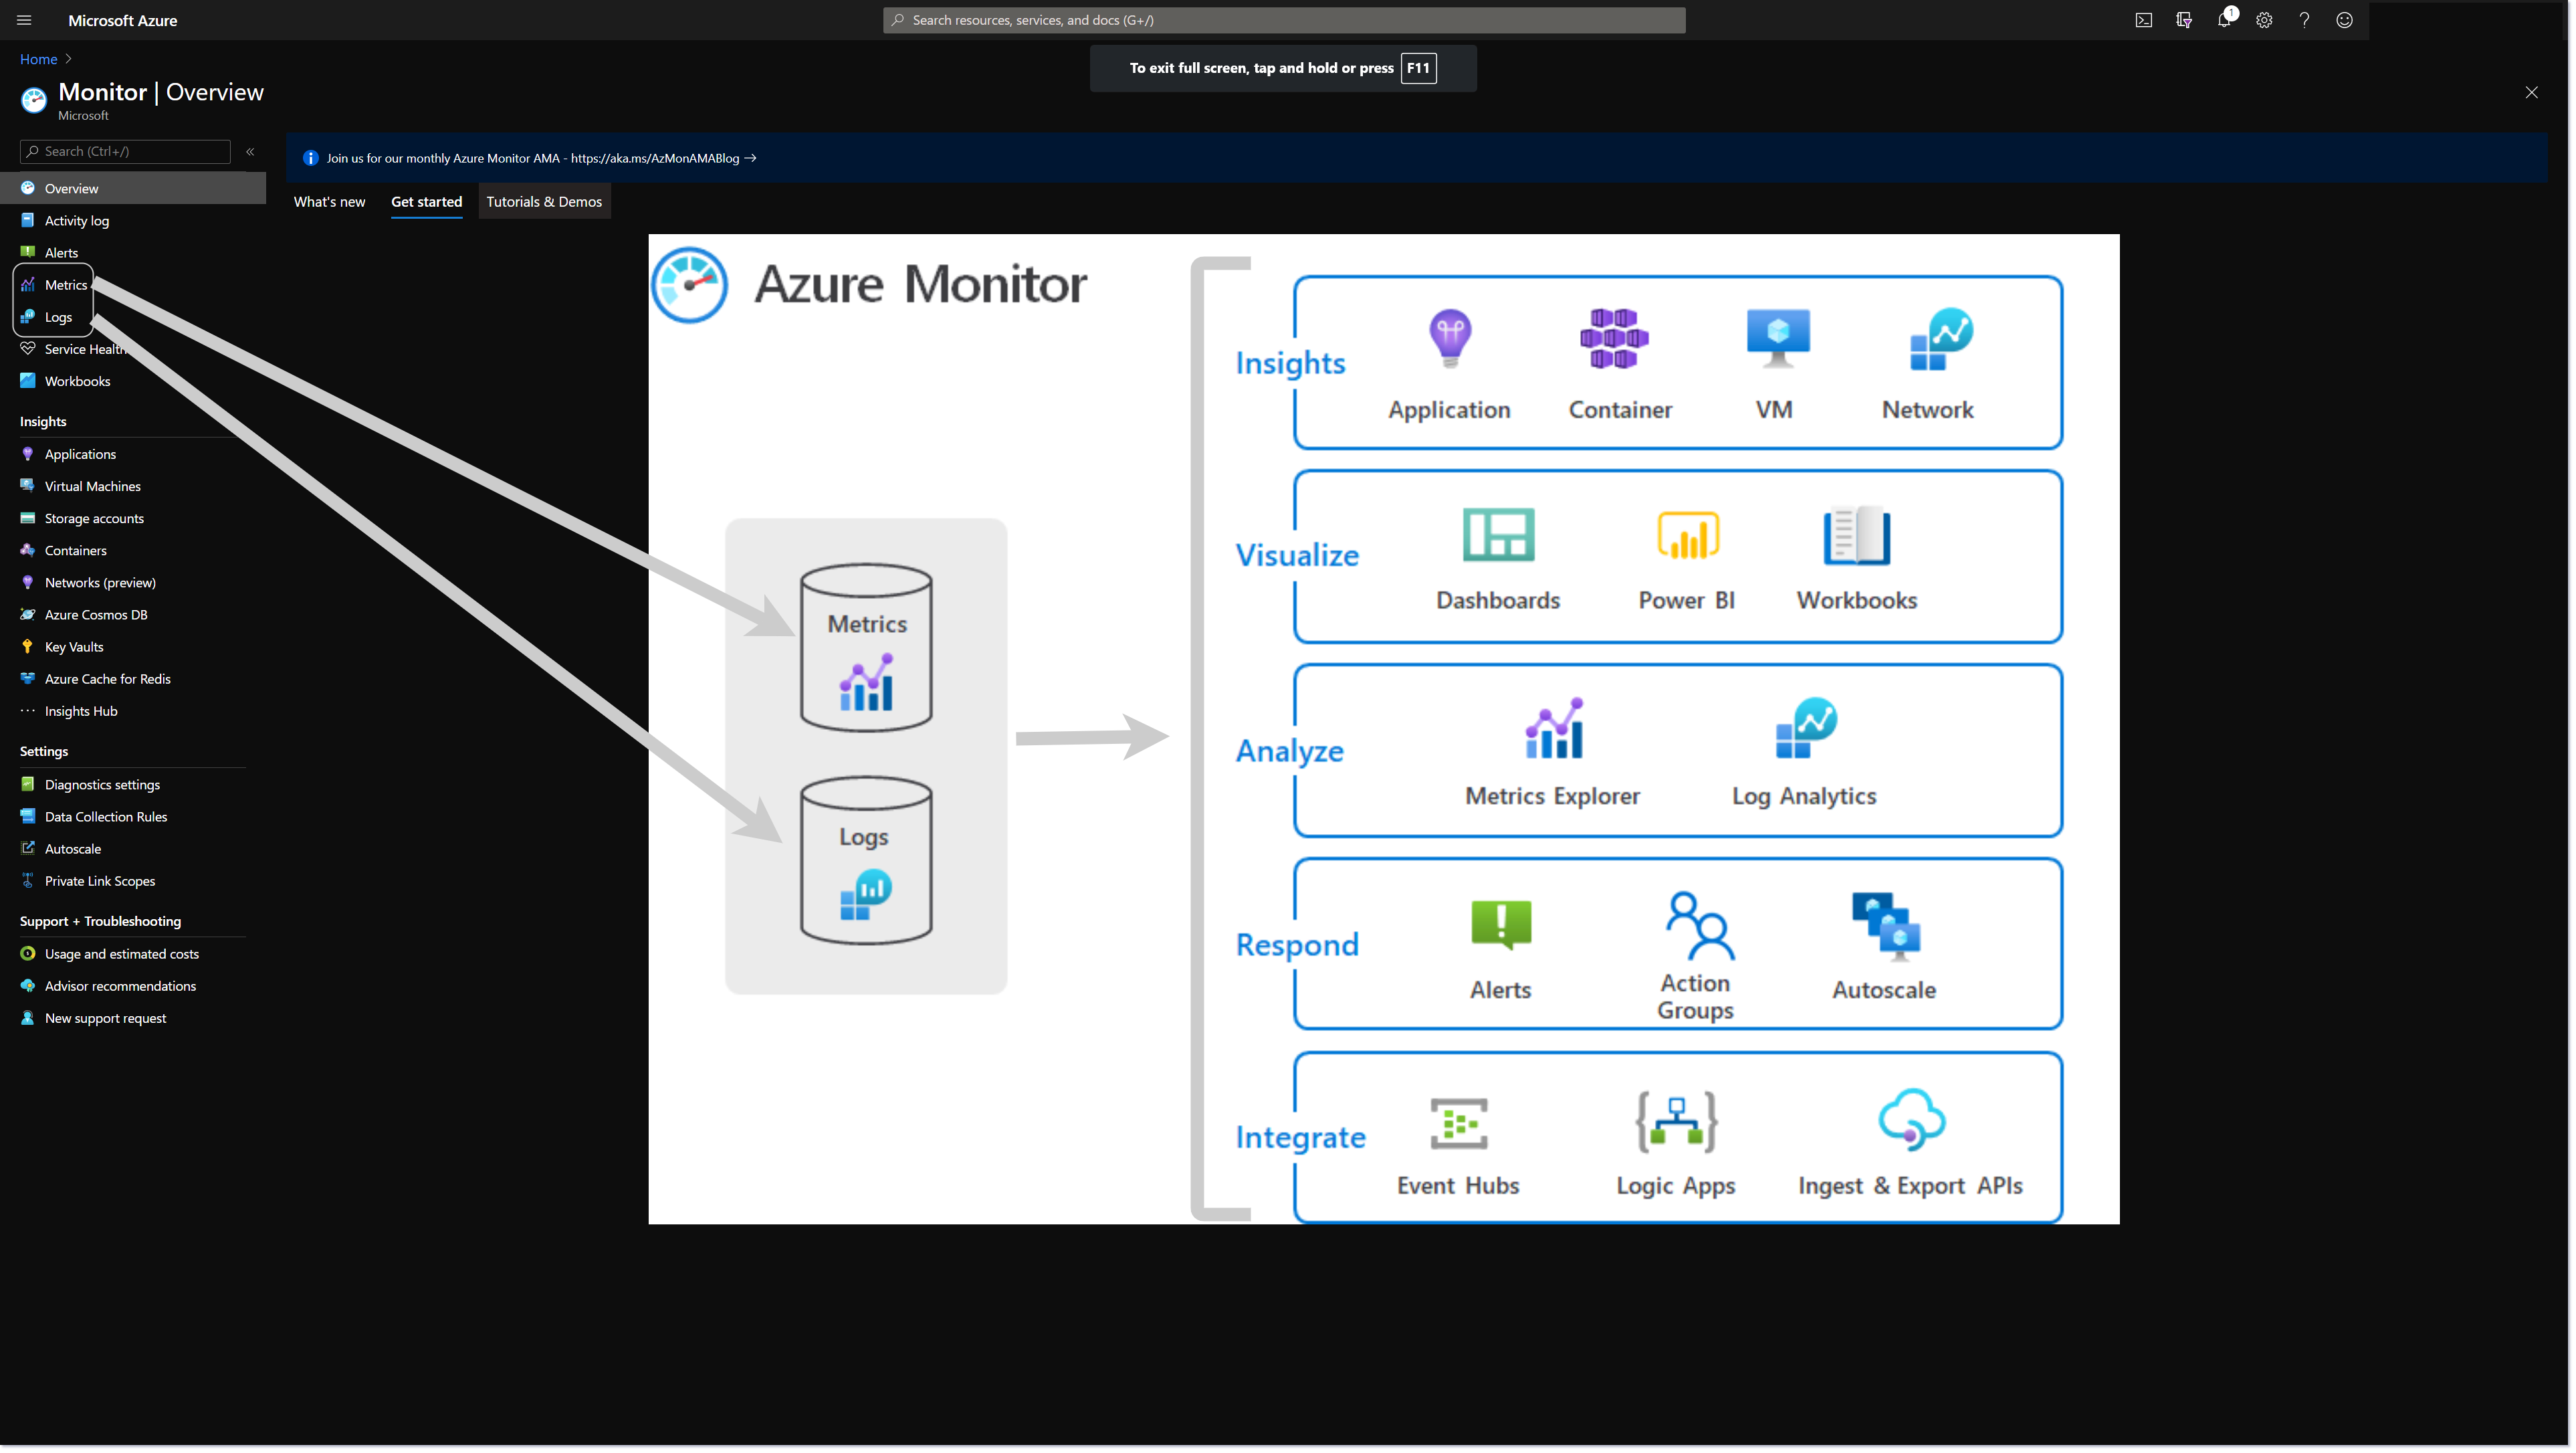 Microsoft Azure
Search resources, services, and docs (G+/)
1
Home
To exit full screen, tap and hold or press F11
Monitor | Overview
Microsoft
Search (Ctrl+/)
Join us for our monthly Azure Monitor AMA - https://aka.ms/AzMonAMABlog
Overview
Activity log
Alerts
Metrics
Logs
Service Health
Workbooks
Insights
Applications
Virtual Machines
Storage accounts
Containers
Networks (preview)
Azure Cosmos DB
Key Vaults
Azure Cache for Redis
Insights Hub
Settings
Diagnostics settings
Data Collection Rules
Autoscale
Private Link Scopes
Support + Troubleshooting
Usage and estimated costs
Advisor recommendations
New support request
What's new Get started Tutorials & Demos
Azure Monitor
Metrics
Logs
Insights
Application Container VM Network
Visualize
Dashboards Power BI Workbooks
Analyze
Metrics Explorer Log Analytics
Respond
Alerts Action Groups Autoscale
Integrate
Event Hubs Logic Apps Ingest & Export APIs